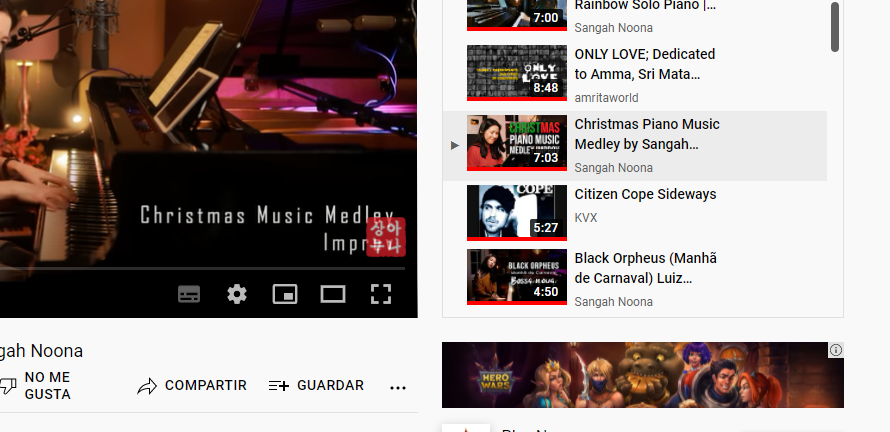 Christmas Music Medley
Impr
상아
누나
gah Noona
NO ME
GUSTA
COMPARTIR
GUARDAR
7:00
Rainbow Solo Piano |...
Sangah Noona
ONLY
LOVE
8:48
ONLY LOVE; Dedicated
to Amma, Sri Mata...
amritaworld
CHRISTMAS
PIANO MUSIC
MEDLEY
7:03
Christmas Piano Music
Medley by Sangah...
Sangah Noona
COPE
5:27
Citizen Cope Sideways
KVX
BLACK ORPHEUS
Manhã de Carnaval
Bossa nova
4:50
Black Orpheus (Manhã
de Carnaval) Luiz...
Sangah Noona
HERO
WARS